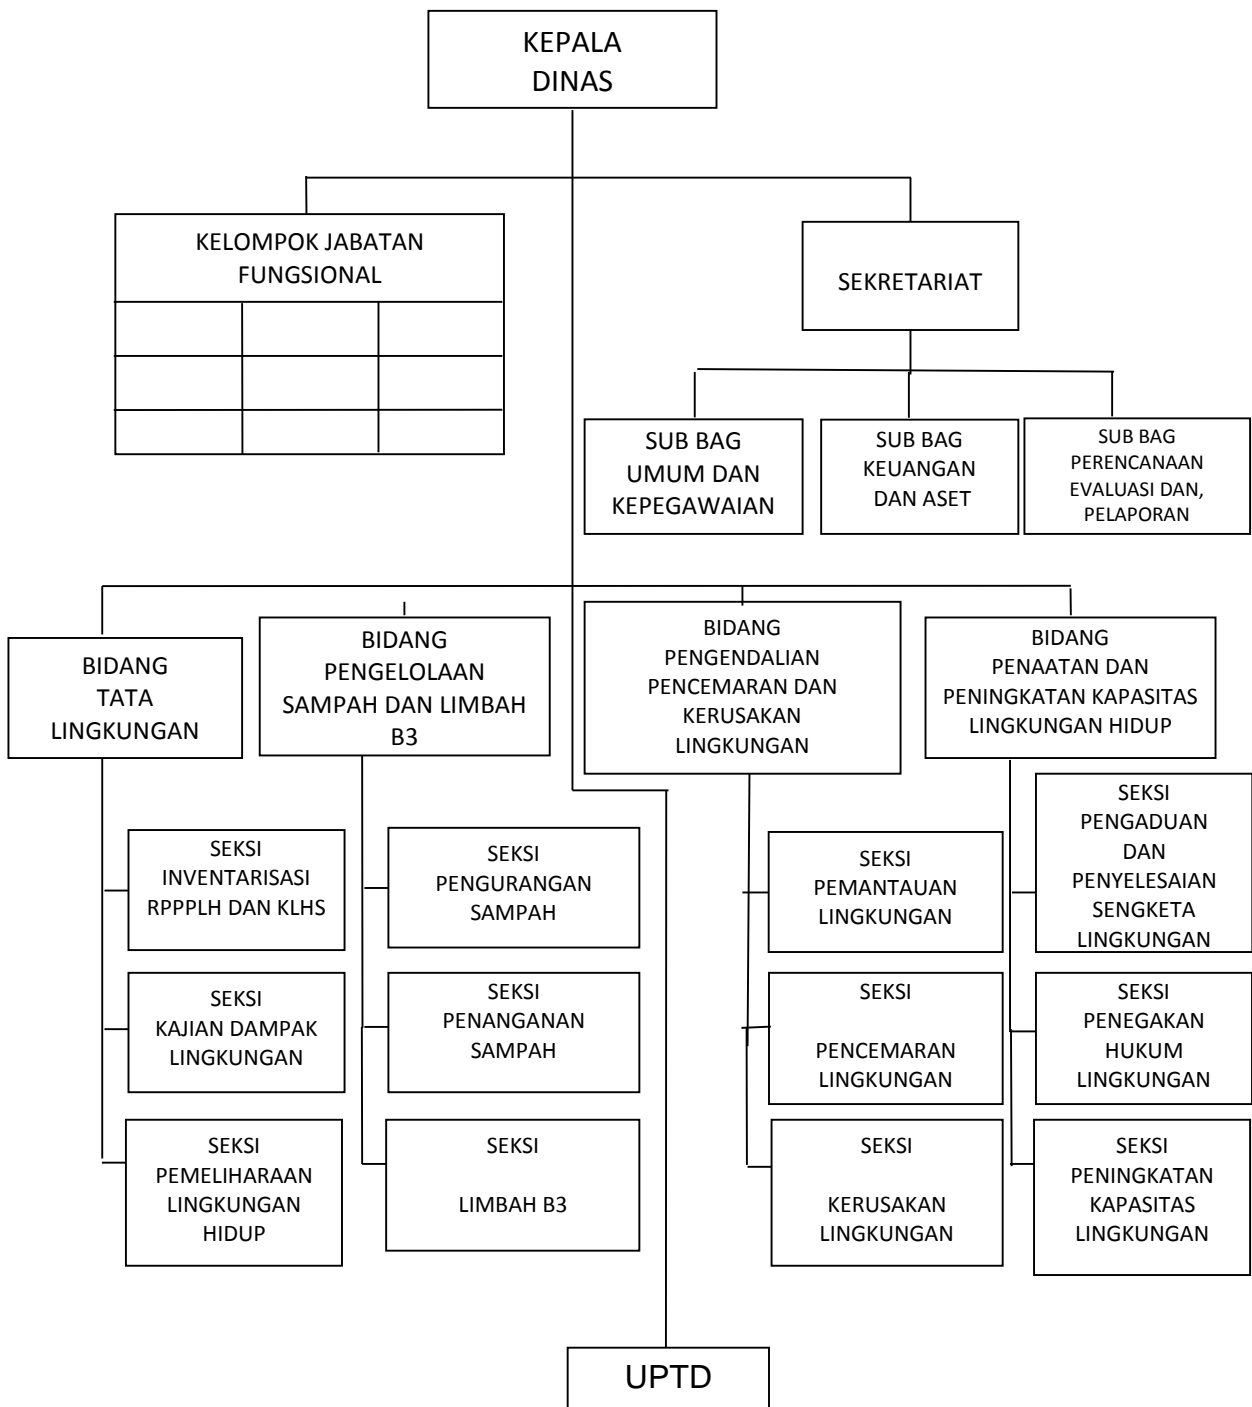 KEPALA
DINAS
KELOMPOK JABATAN
FUNGSIONAL
SEKRETARIAT
SUB BAG
UMUM DAN
KEPEGAWAIAN
SUB BAG
KEUANGAN
DAN ASET
SUB BAG
PERENCANAAN
EVALUASI DAN,
PELAPORAN
BIDANG
TATA
LINGKUNGAN
BIDANG
PENGELOLAAN
SAMPAH DAN LIMBAH
B3
BIDANG
PENGENDALIAN
PENCEMARAN DAN
KERUSAKAN
LINGKUNGAN
BIDANG
PENAATAN DAN
PENINGKATAN KAPASITAS
LINGKUNGAN HIDUP
SEKSI
INVENTARISASI
RPPPLH DAN KLHS
SEKSI
PENGURANGAN
SAMPAH
SEKSI
PEMANTAUAN
LINGKUNGAN
SEKSI
PENGADUAN
DAN
PENYELESAIAN
SENGKETA
LINGKUNGAN
SEKSI
KAJIAN DAMPAK
LINGKUNGAN
SEKSI
PENANGANAN
SAMPAH
SEKSI
PENCEMARAN
LINGKUNGAN
SEKSI
PENEGAKAN
HUKUM
LINGKUNGAN
SEKSI
PEMELIHARAAN
LINGKUNGAN
HIDUP
SEKSI
LIMBAH B3
SEKSI
KERUSAKAN
LINGKUNGAN
SEKSI
PENINGKATAN
KAPASITAS
LINGKUNGAN
UPTD